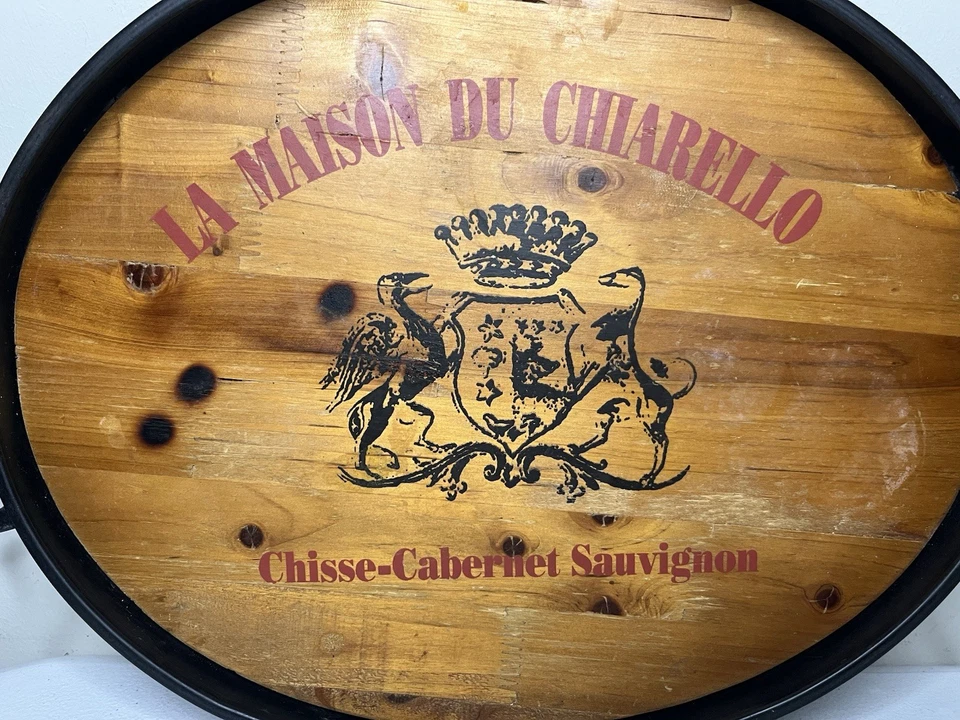 LA MAISON DU CHIARELLO
Chisse-Cabernet Sauvignon